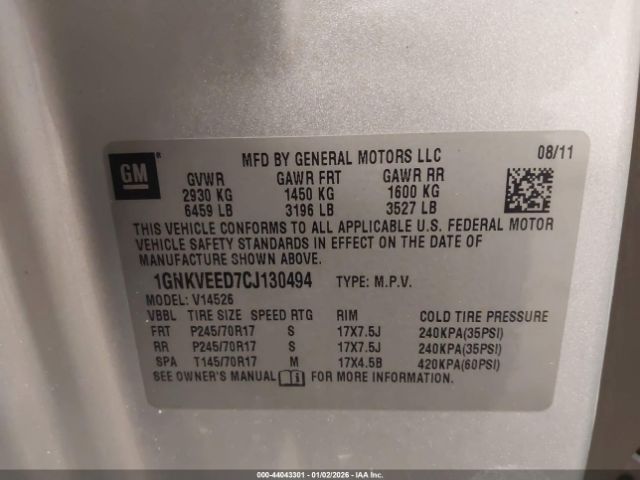 GM
MFD BY GENERAL MOTORS LLC 08/11
GVWR GAWR FRT GAWR RR
2930 KG 1450 KG 1600 KG
6459 LB 3196 LB 3527 LB
THIS VEHICLE CONFORMS TO ALL APPLICABLE U.S. FEDERAL MOTOR
VEHICLE SAFETY STANDARDS IN EFFECT ON THE DATE OF
MANUFACTURE SHOWN ABOVE.
1GNKVEED7CJ130494 TYPE: M.P.V.
MODEL: V14526
VBBL TIRE SIZE SPEED RTG RIM COLD TIRE PRESSURE
FRT P245/70R17 S 17X7.5J 240KPA(35PSI)
RR P245/70R17 S 17X7.5J 240KPA(35PSI)
SPA T145/70R17 M 17X4.5B 420KPA(60PSI)
SEE OWNER'S MANUAL FOR MORE INFORMATION.
000-44043301 - 01/02/2026 - Copyright IAA Inc.